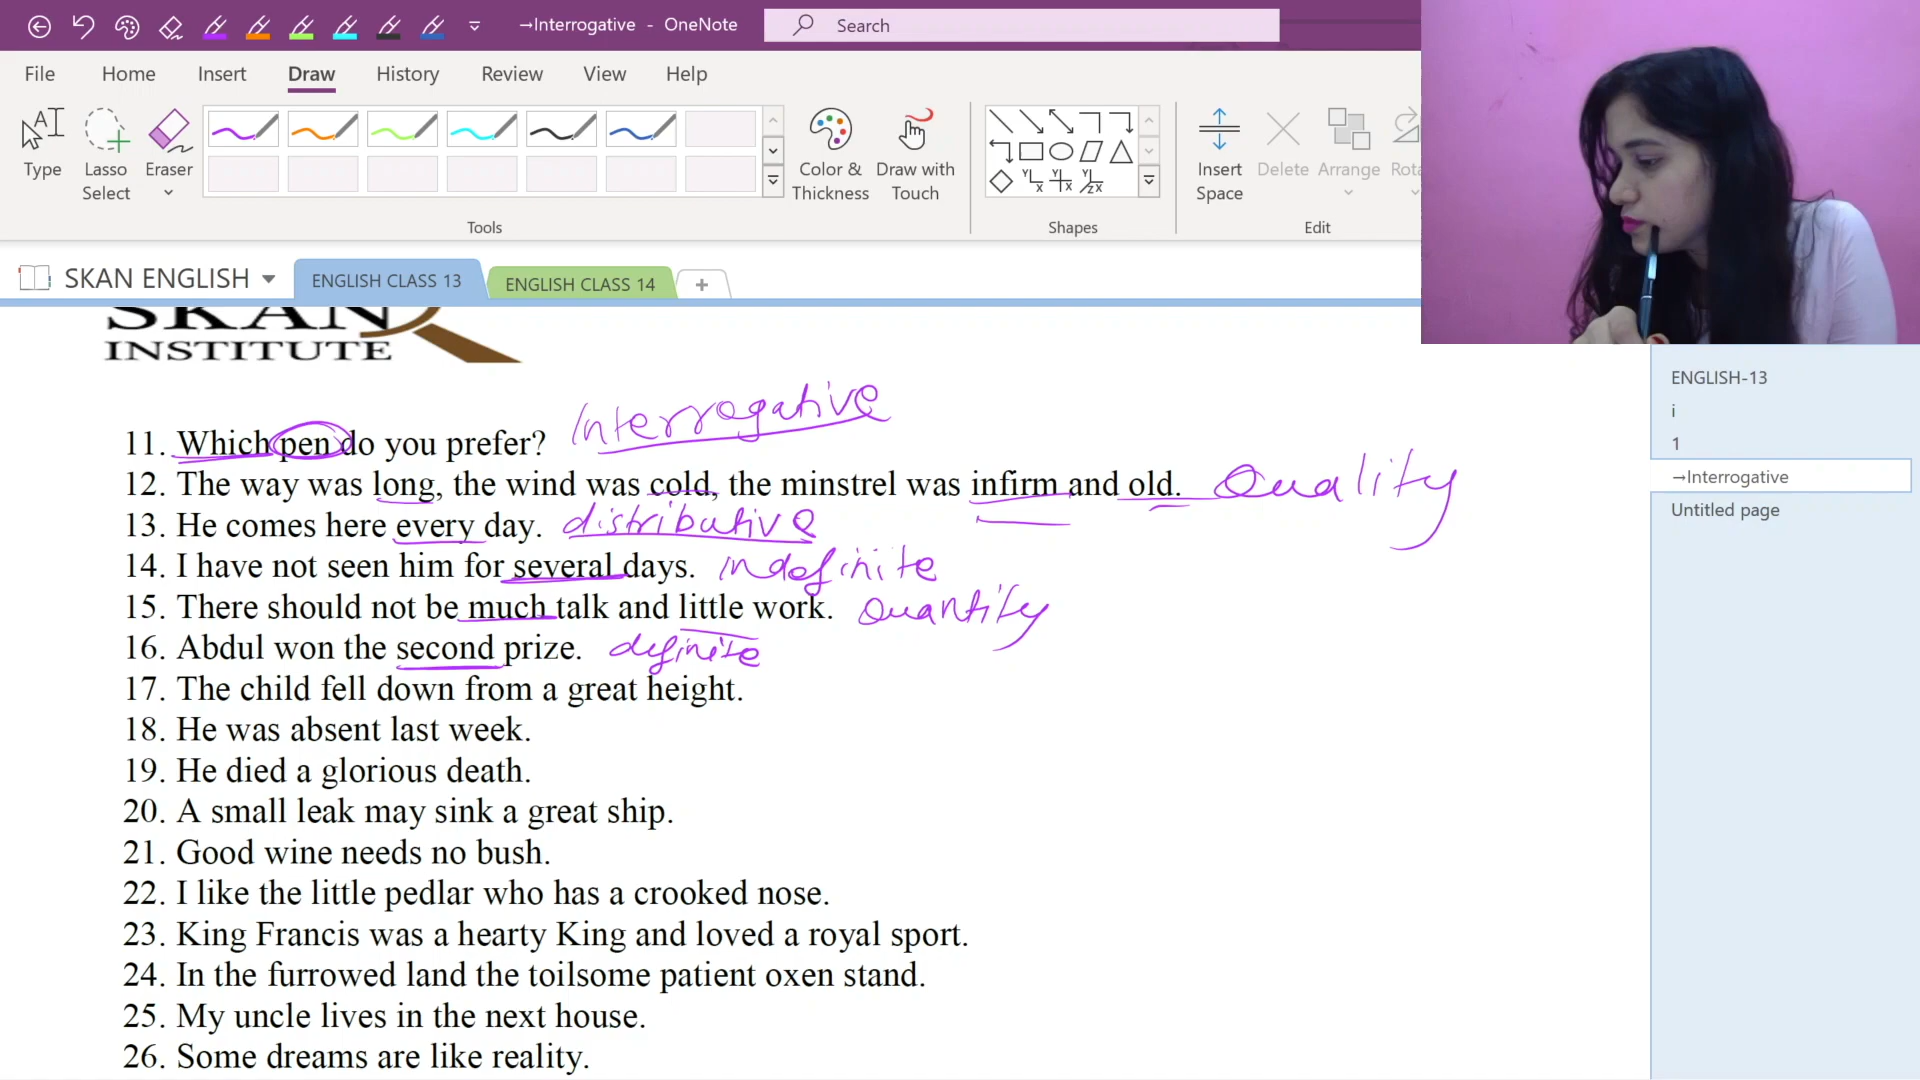 →Interrogative - OneNote
Search
File Home Insert Draw History Review View Help
Type
Lasso Select
Eraser
Color & Thickness
Draw with Touch
Insert Space
Delete
Arrange
Rota
Tools
Shapes
Edit
SKAN ENGLISH
ENGLISH CLASS 13
ENGLISH CLASS 14
+
SKAN
INSTITUTE
ENGLISH-13
i
1
→Interrogative
Untitled page
11. Which pen do you prefer? Interrogative
12. The way was long, the wind was cold, the minstrel was infirm and old. Quality
13. He comes here every day. distributive
14. I have not seen him for several days. indefinite
15. There should not be much talk and little work. Quantity
16. Abdul won the second prize. definite
17. The child fell down from a great height.
18. He was absent last week.
19. He died a glorious death.
20. A small leak may sink a great ship.
21. Good wine needs no bush.
22. I like the little pedlar who has a crooked nose.
23. King Francis was a hearty King and loved a royal sport.
24. In the furrowed land the toilsome patient oxen stand.
25. My uncle lives in the next house.
26. Some dreams are like reality.